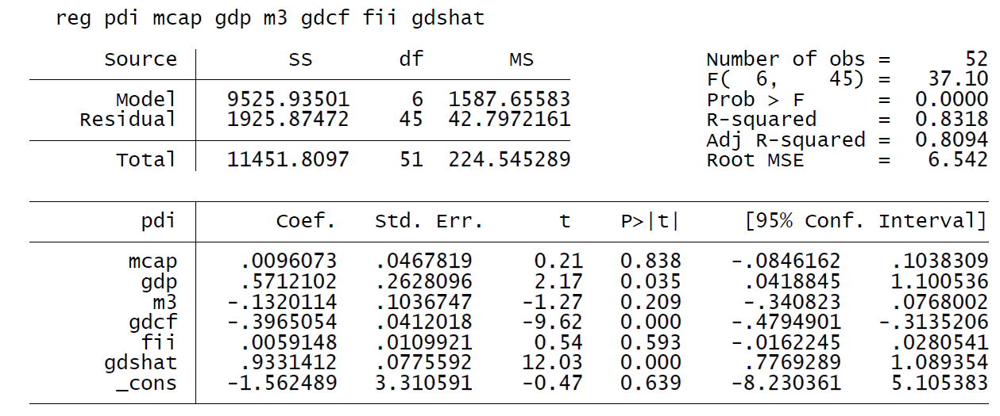 reg pdi mcap gdp m3 gdcf fii gdshat
Source SS df MS Number of obs = 52
F( 6, 45) = 37.10
Model 9525.93501 6 1587.65583 Prob > F = 0.0000
Residual 1925.87472 45 42.7972161 R-squared = 0.8318
Adj R-squared = 0.8094
Total 11451.8097 51 224.545289 Root MSE = 6.542
pdi Coef. Std. Err. t P>|t| [95% Conf. Interval]
mcap .0096073 .0467819 0.21 0.838 -.0846162 .1038309
gdp .5712102 .2628096 2.17 0.035 .0418845 1.100536
m3 -.1320114 .1036747 -1.27 0.209 -.340823 .0768002
gdcf -.3965054 .0412018 -9.62 0.000 -.4794901 -.3135206
fii .0059148 .0109921 0.54 0.593 -.0162245 .0280541
gdshat .9331412 .0775592 12.03 0.000 .7769289 1.089354
_cons -1.562489 3.310591 -0.47 0.639 -8.230361 5.105383